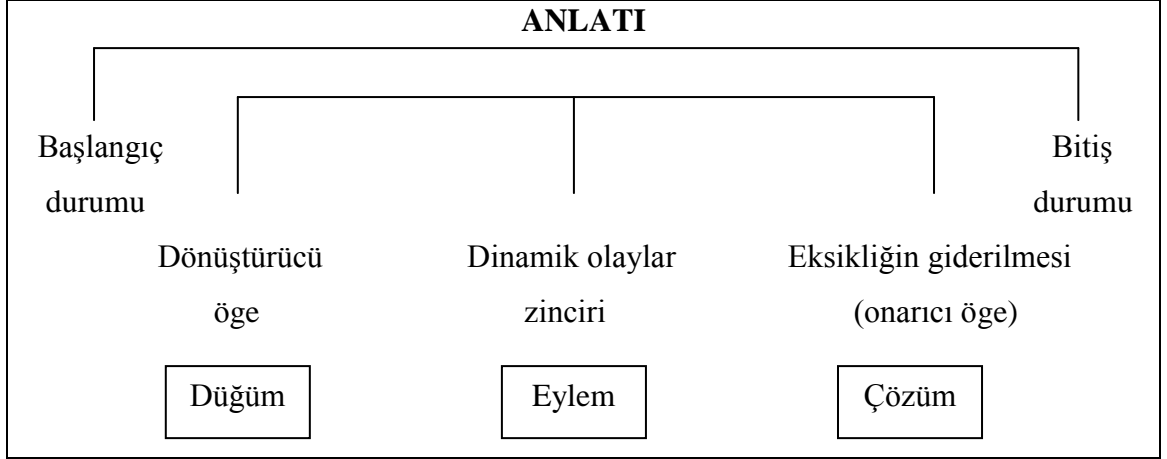 ANLATI
Başlangıç
durumu
Bitiş
durumu
Dönüştürücü
öge
Dinamik olaylar
zinciri
Eksikliğin giderilmesi
(onarıcı öge)
Düğüm
Eylem
Çözüm